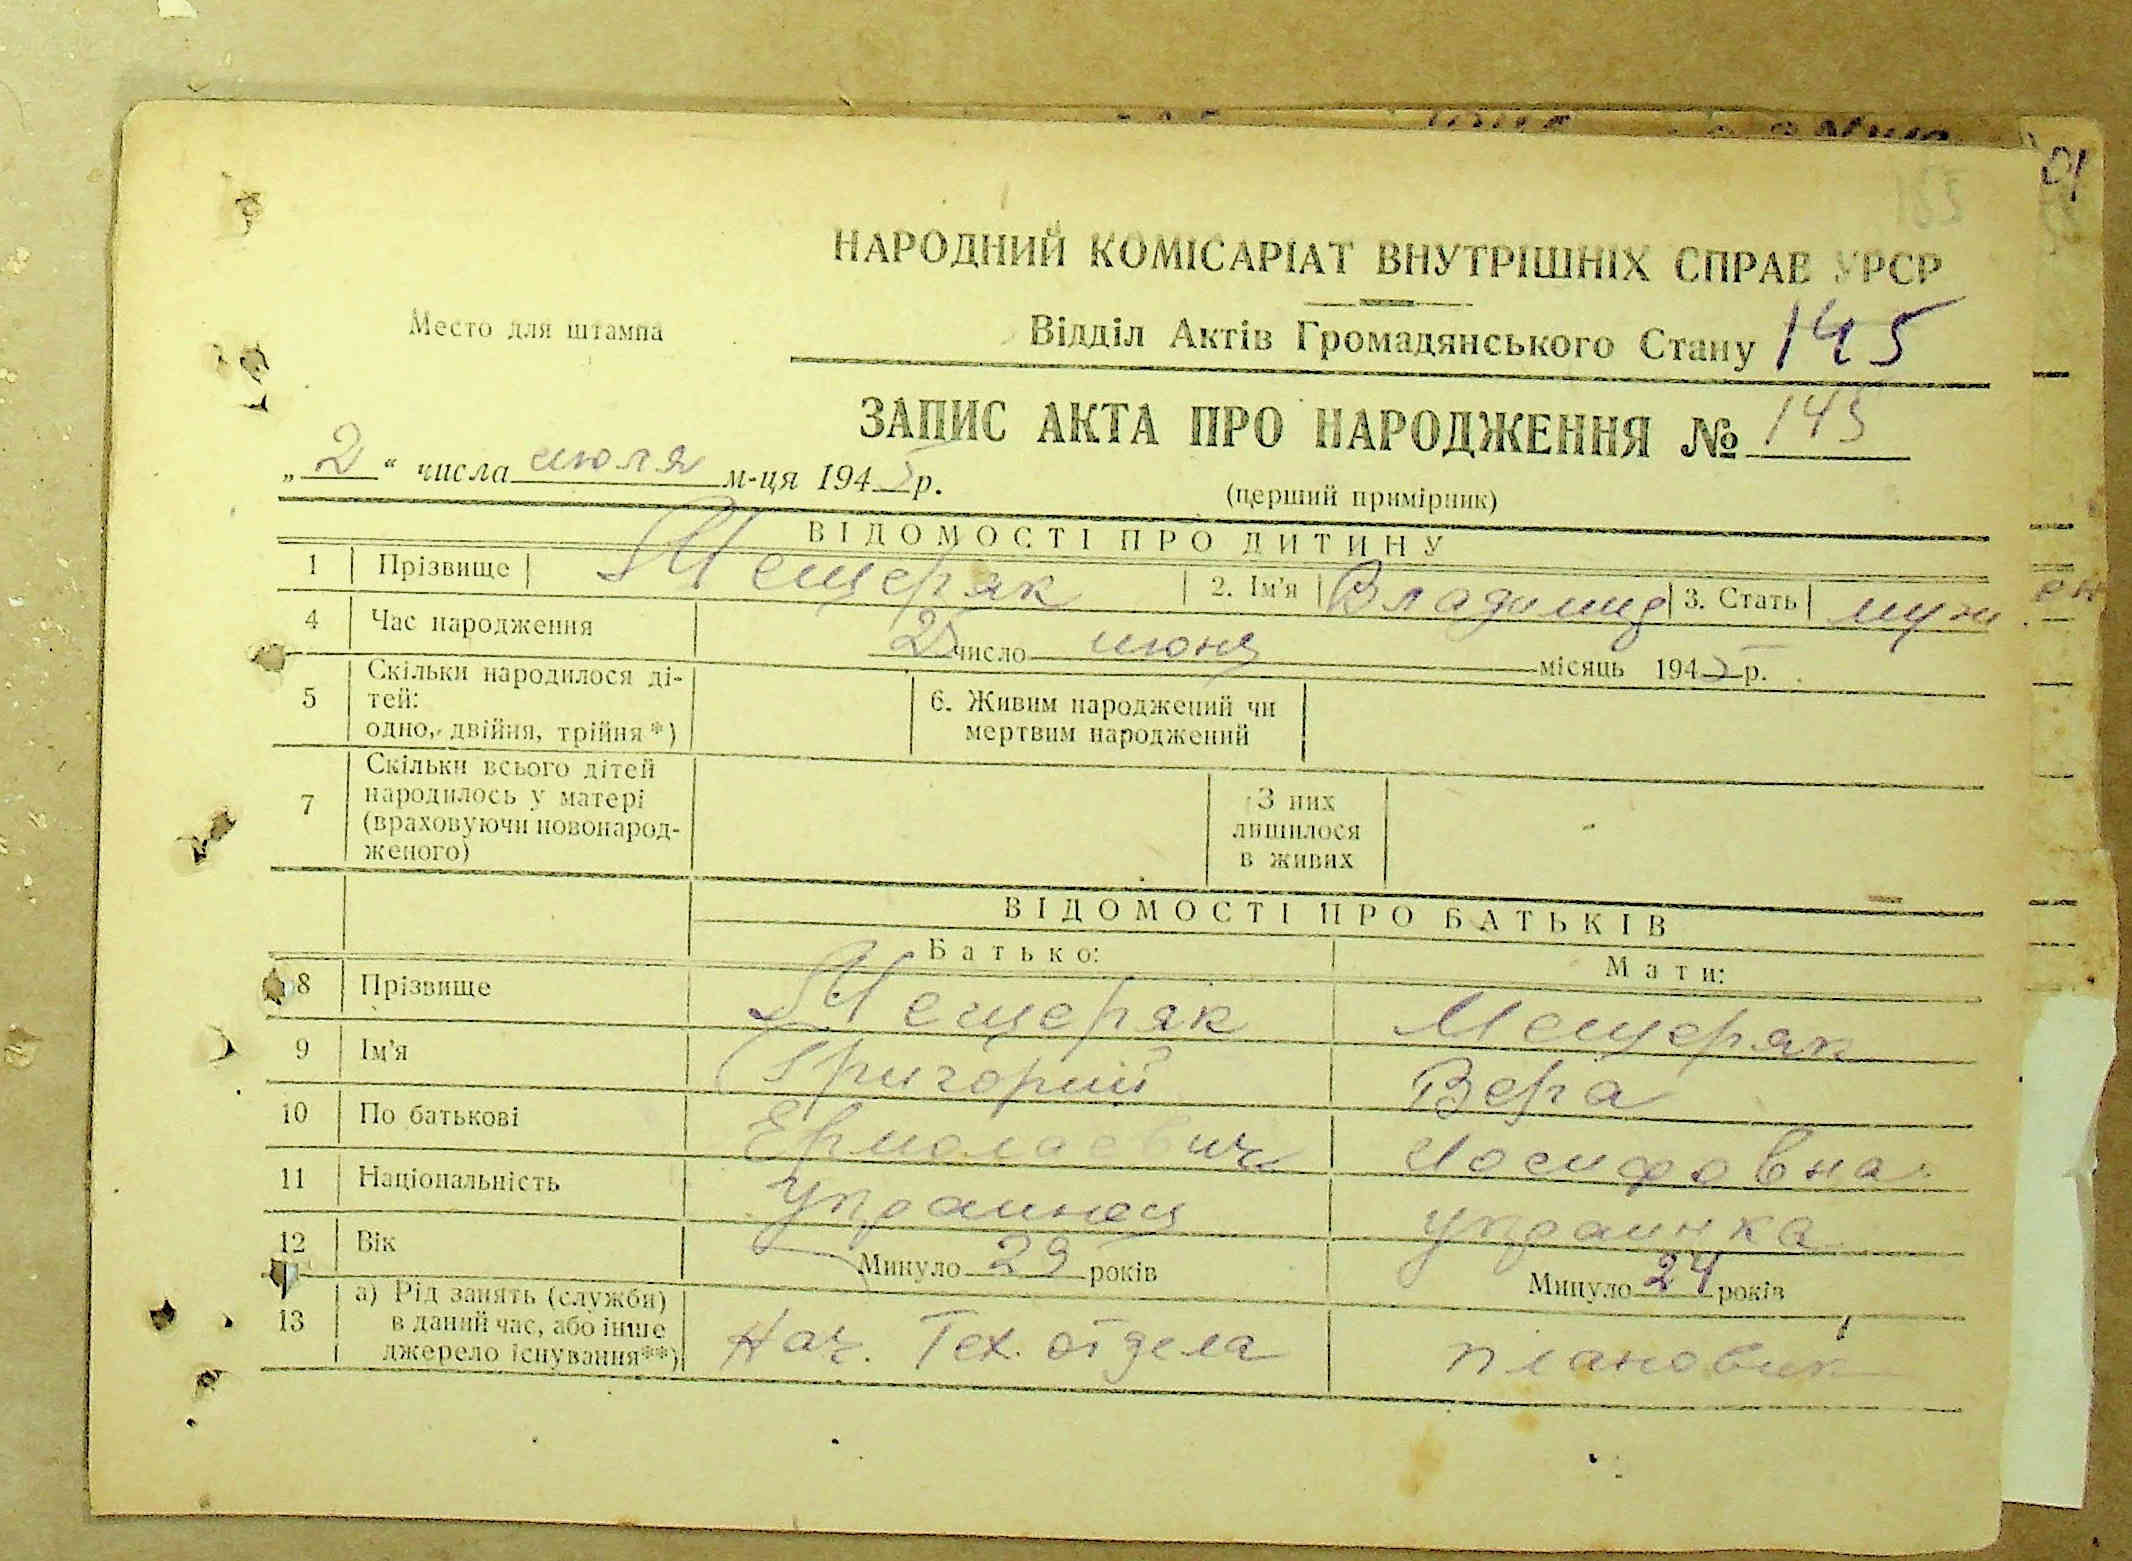 НАРОДНИЙ КОМІСАРІАТ ВНУТРІШНІХ СПРАВ УРСР
Место для штампа
Відділ Актів Громадянського Стану 145
ЗАПИС АКТА ПРО НАРОДЖЕННЯ № 145
„2“ числа июля м-ця 1945 р.
(перший примірник)
ВІДОМОСТІ ПРО ДИТИНУ
1 Прізвище Мещеряк 2. Ім'я Владимир 3. Стать муж
4 Час народження 25 число июня місяць 1945 р.
5 Скільки народилося ді-
тей:
одно, двійня, трійня*)
6. Живим народжений чи
мертвим народжений
7 Скільки всього дітей
народилось у матері
(враховуючи новонарод-
женого)
З них
лишилося
в живих
ВІДОМОСТІ ПРО БАТЬКІВ
Батько: Мати:
8 Прізвище Мещеряк Мещеряк
9 Ім'я Григорий Вера
10 По батькові Ермолаевич Иосифовна
11 Національність Украинец украинка
12 Вік Минуло 29 років Минуло 24 років
13 а) Рід занять (служби)
в даний час, або інше
джерело існування**)
Нач. Тех. отдела плановик